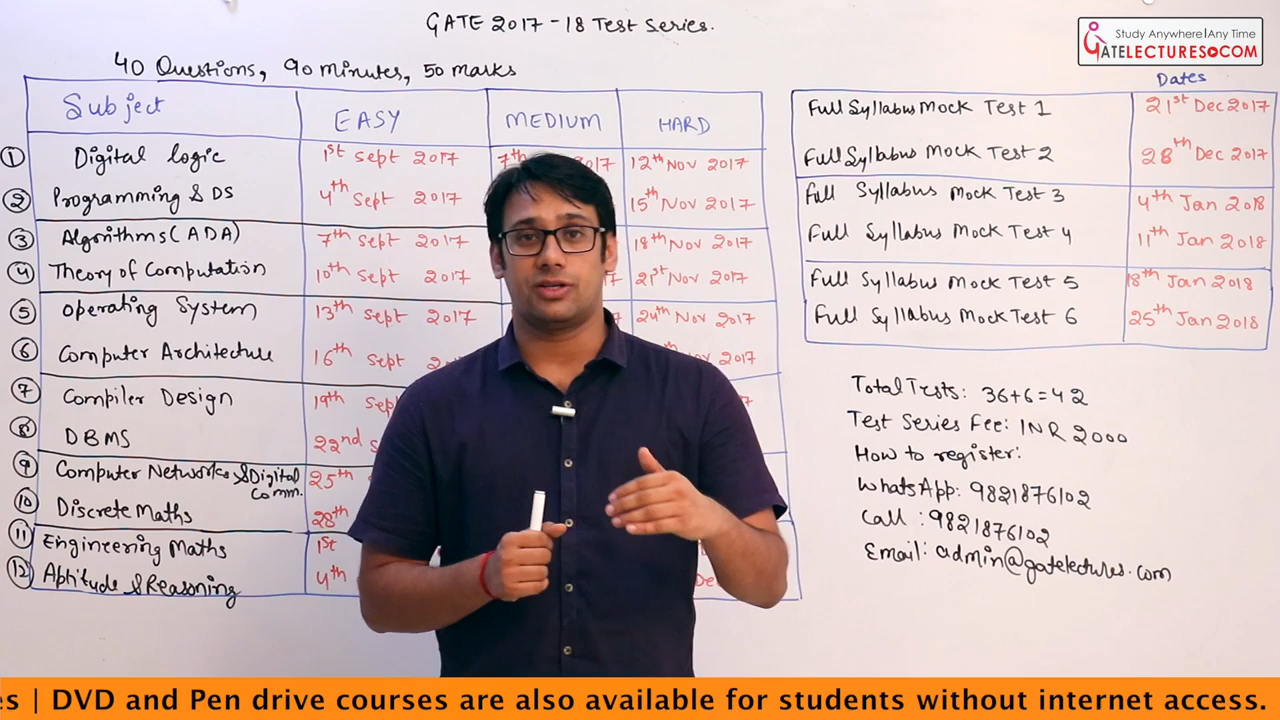 GATE 2017-18 Test Series.
Study Anywhere|Any Time
GATELECTURES.COM
40 Questions, 90 minutes, 50 marks
Subject EASY MEDIUM HARD
① Digital logic 1st Sept 2017 7th 2017 12th Nov 2017
② Programming & DS 4th Sept 2017 15th Nov 2017
③ Algorithms (ADA) 7th Sept 2017 18th Nov 2017
④ Theory of Computation 10th Sept 2017 21st Nov 2017
⑤ Operating System 13th Sept 2017 24th Nov 2017
⑥ Computer Architecture 16th Sept 2017
⑦ Compiler Design 19th Sept
⑧ DBMS 22nd
⑨ Computer Networks & Digital Comm. 25th
⑩ Discrete Maths 28th
⑪ Engineering Maths 1st
⑫ Aptitude & Reasoning 4th
Dates
Full Syllabus Mock Test 1 21st Dec 2017
Full Syllabus Mock Test 2 28th Dec 2017
Full Syllabus Mock Test 3 4th Jan 2018
Full Syllabus Mock Test 4 11th Jan 2018
Full Syllabus Mock Test 5 18th Jan 2018
Full Syllabus Mock Test 6 25th Jan 2018
Total Tests: 36+6=42
Test Series Fee: INR 2000
How to register:
WhatsApp: 9821876102
Call: 9821876102
Email: admin@gatelectures.com
es | DVD and Pen drive courses are also available for students without internet access.